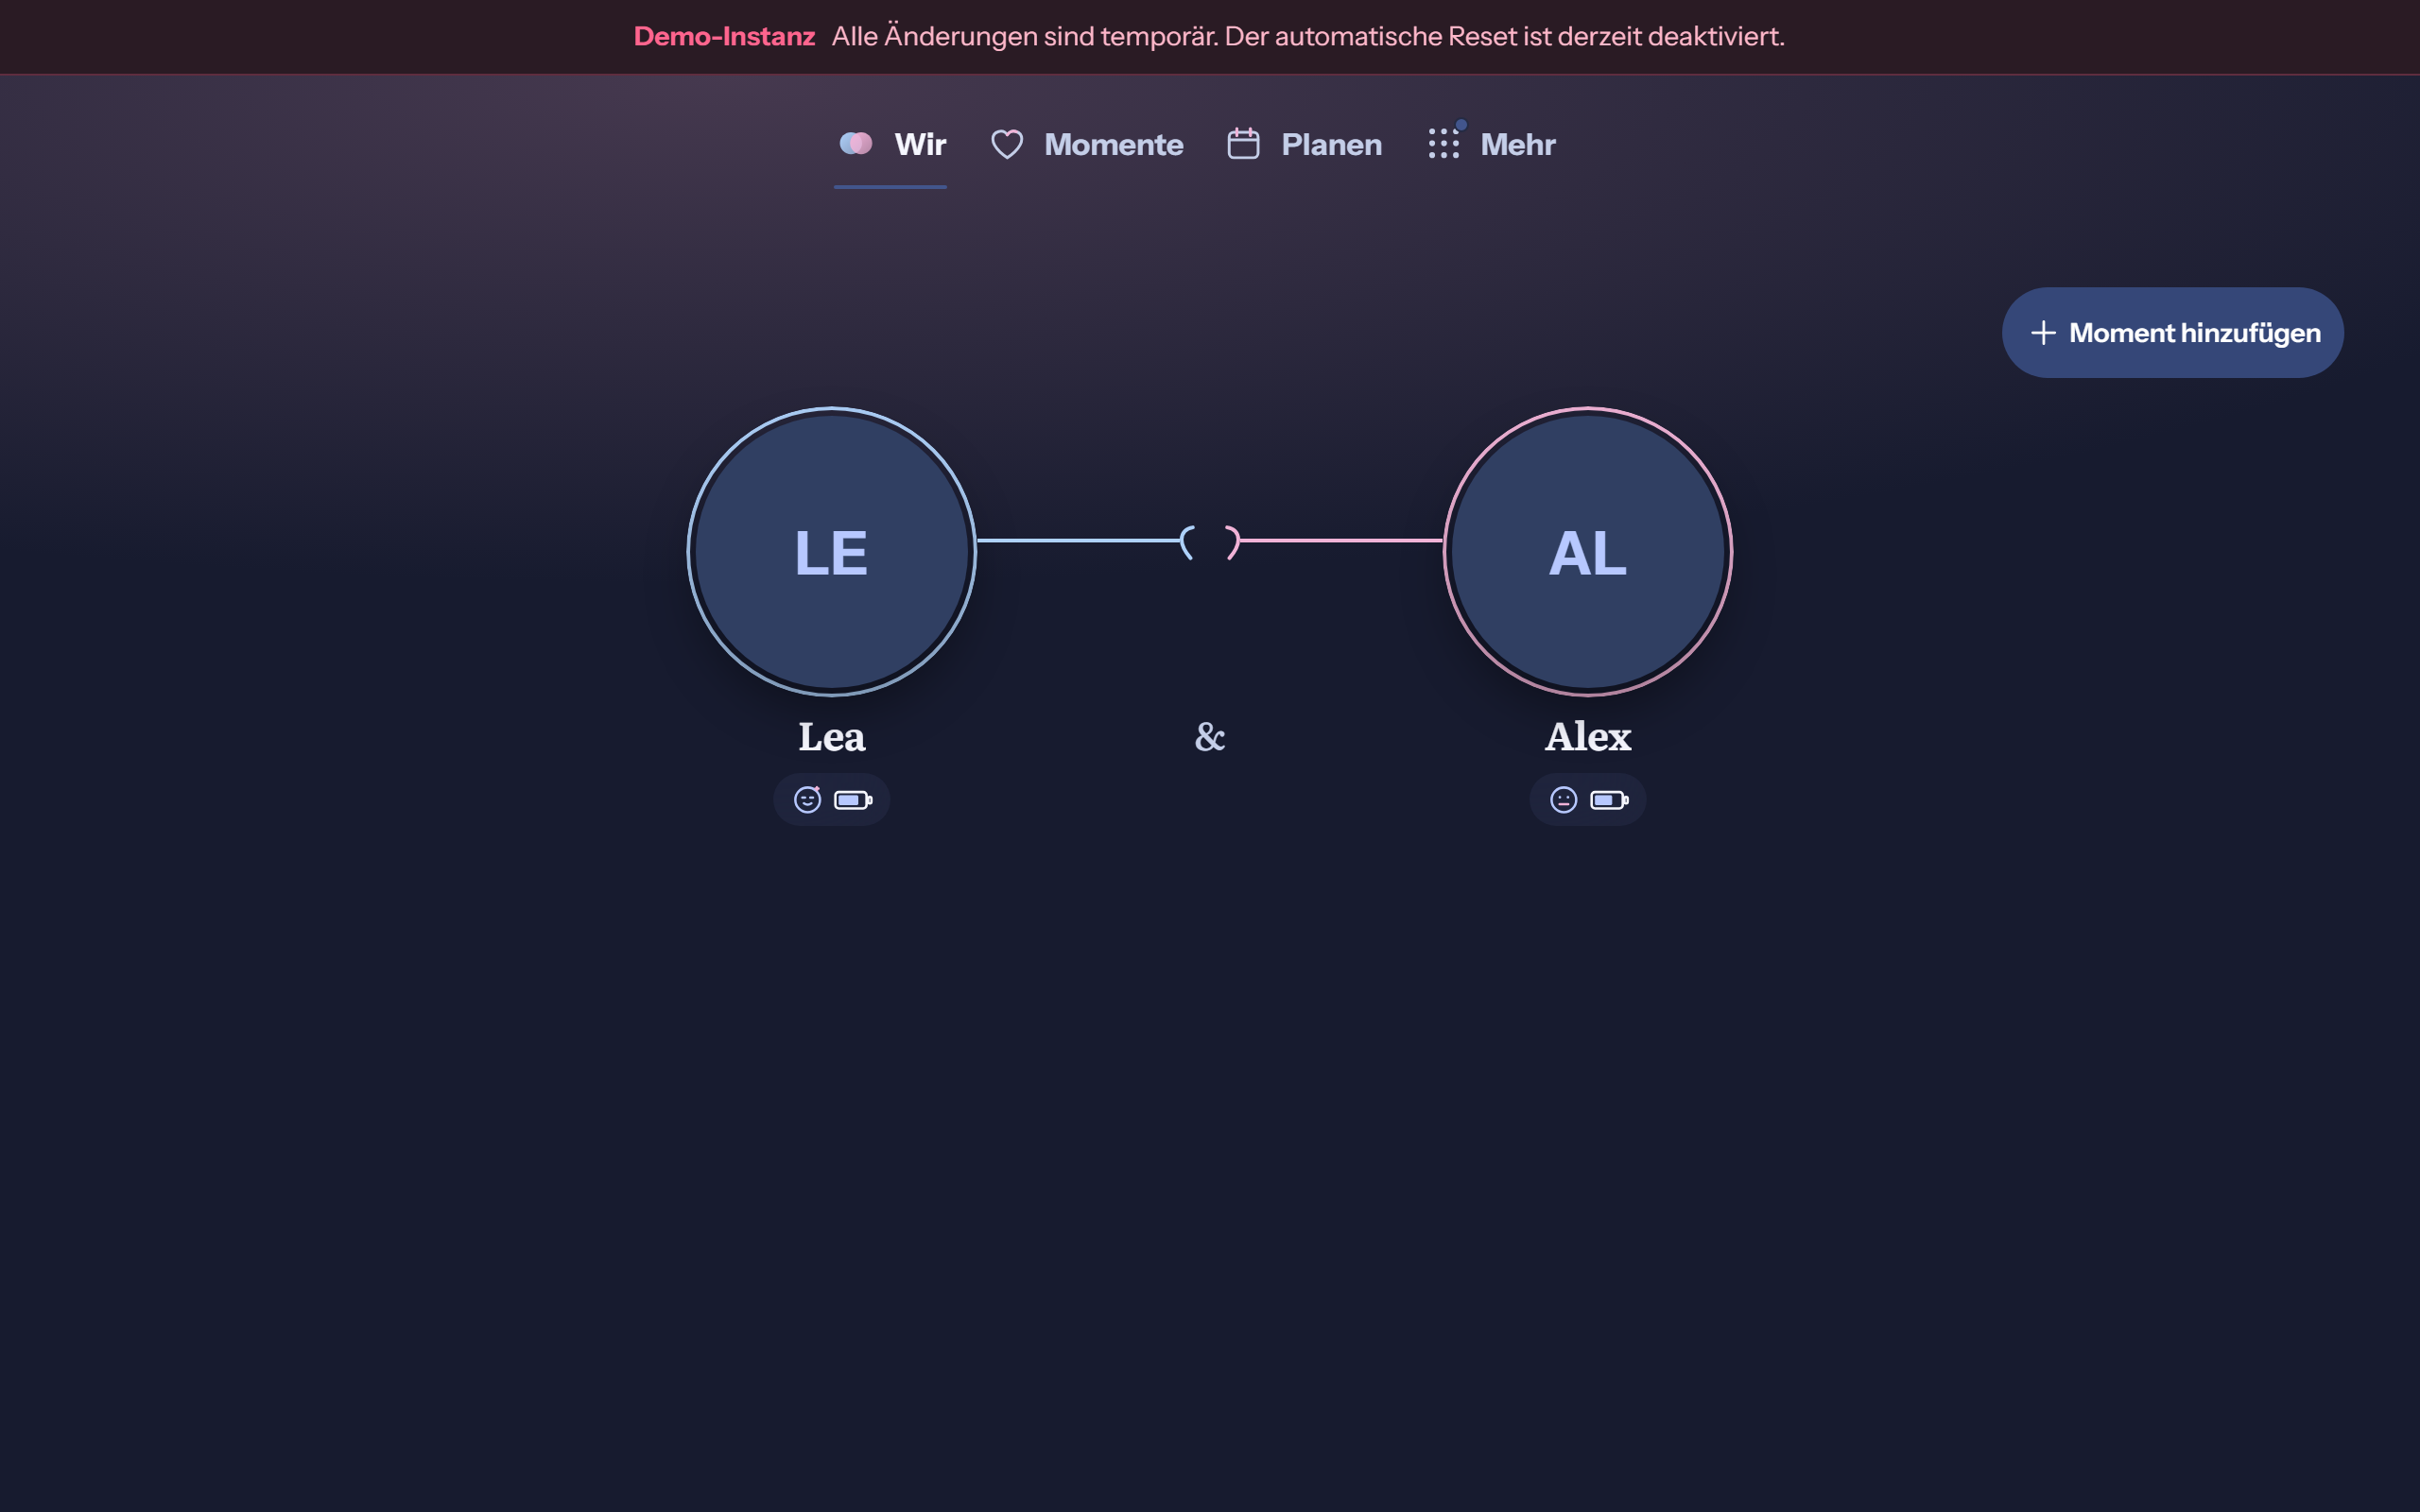 Demo-Instanz Alle Änderungen sind temporär. Der automatische Reset ist derzeit deaktiviert.
Wir Momente Planen Mehr
Moment hinzufügen
LE AL
Lea & Alex